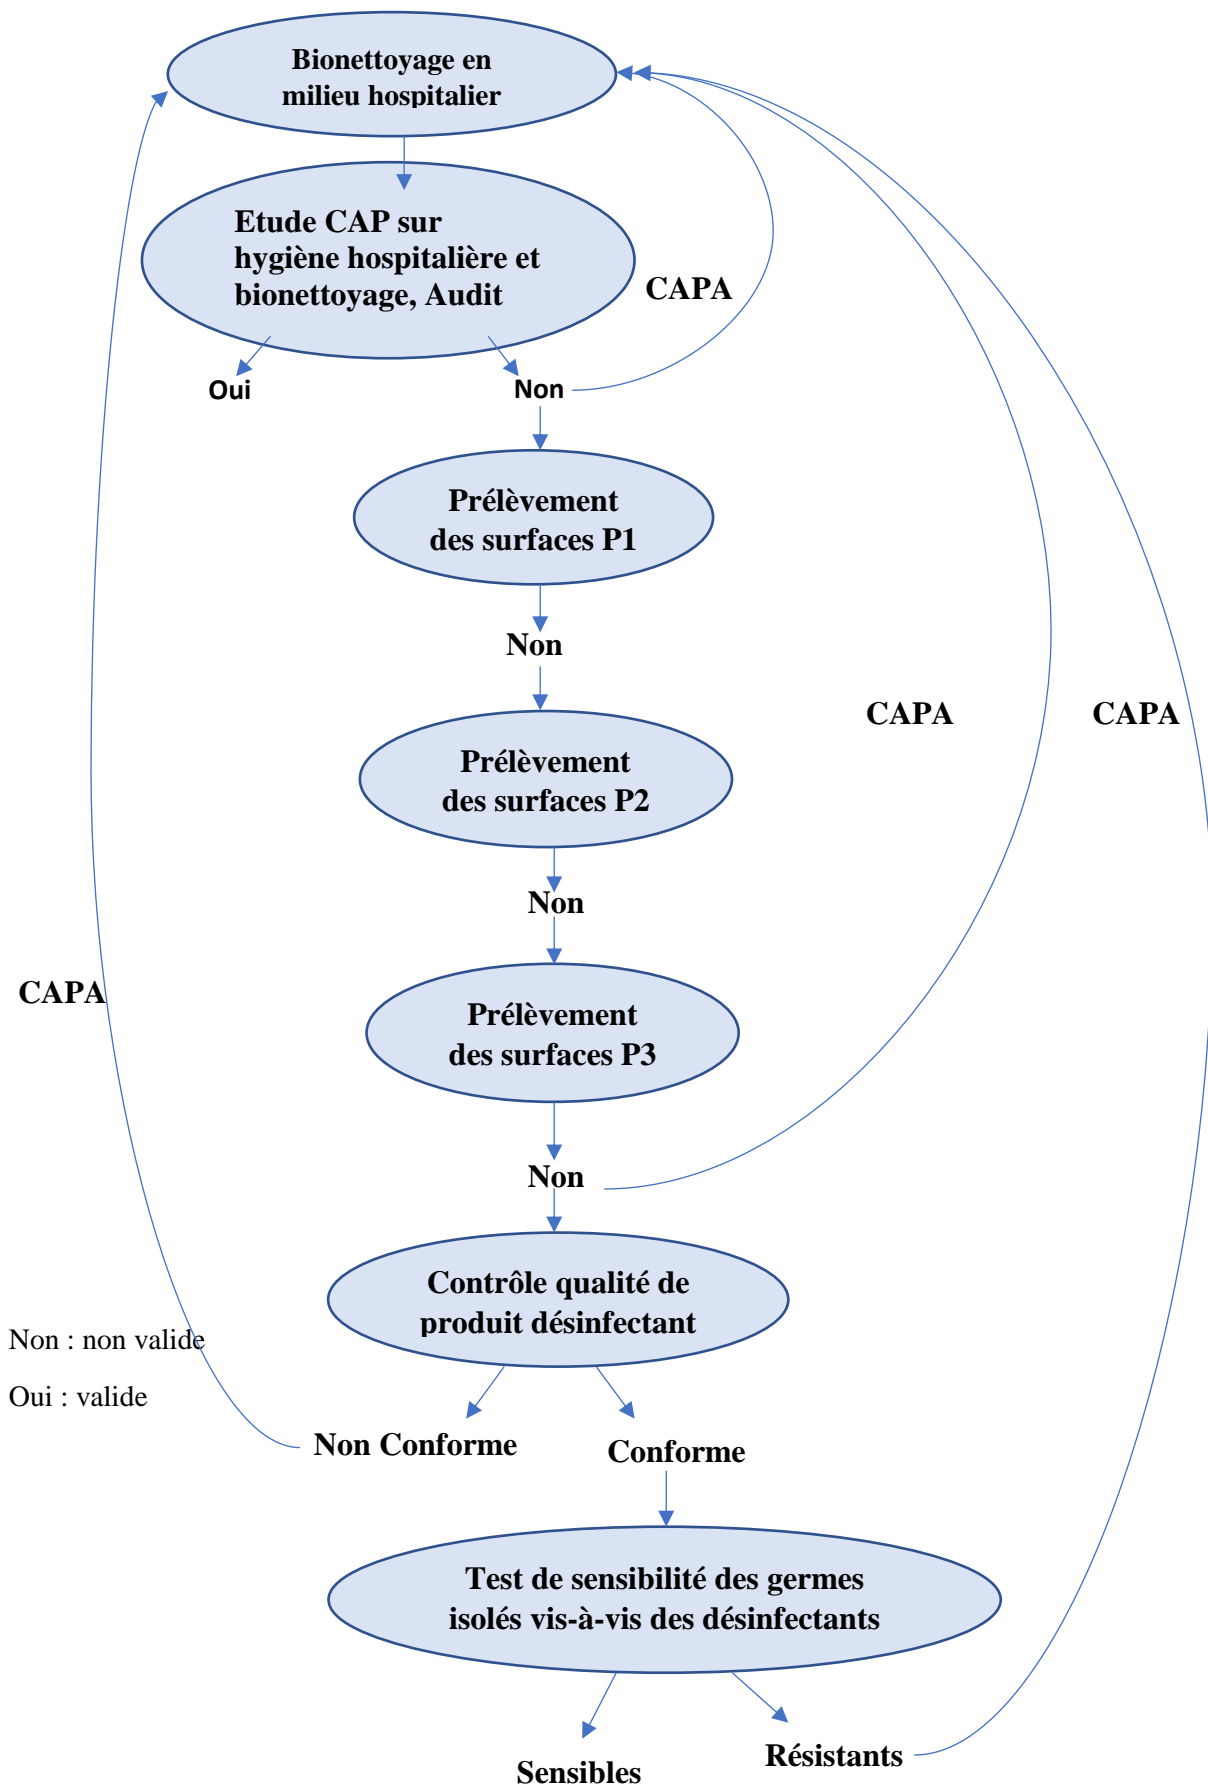 Bionettoyage en
milieu hospitalier
Etude CAP sur
hygiène hospitalière et
bionettoyage, Audit
CAPA
Oui
Non
Prélèvement
des surfaces P1
Non
CAPA
CAPA
Prélèvement
des surfaces P2
Non
CAPA
Prélèvement
des surfaces P3
Non
Contrôle qualité de
produit désinfectant
Non : non valide
Oui : valide
Non Conforme
Conforme
Test de sensibilité des germes
isolés vis-à-vis des désinfectants
Sensibles
Résistants